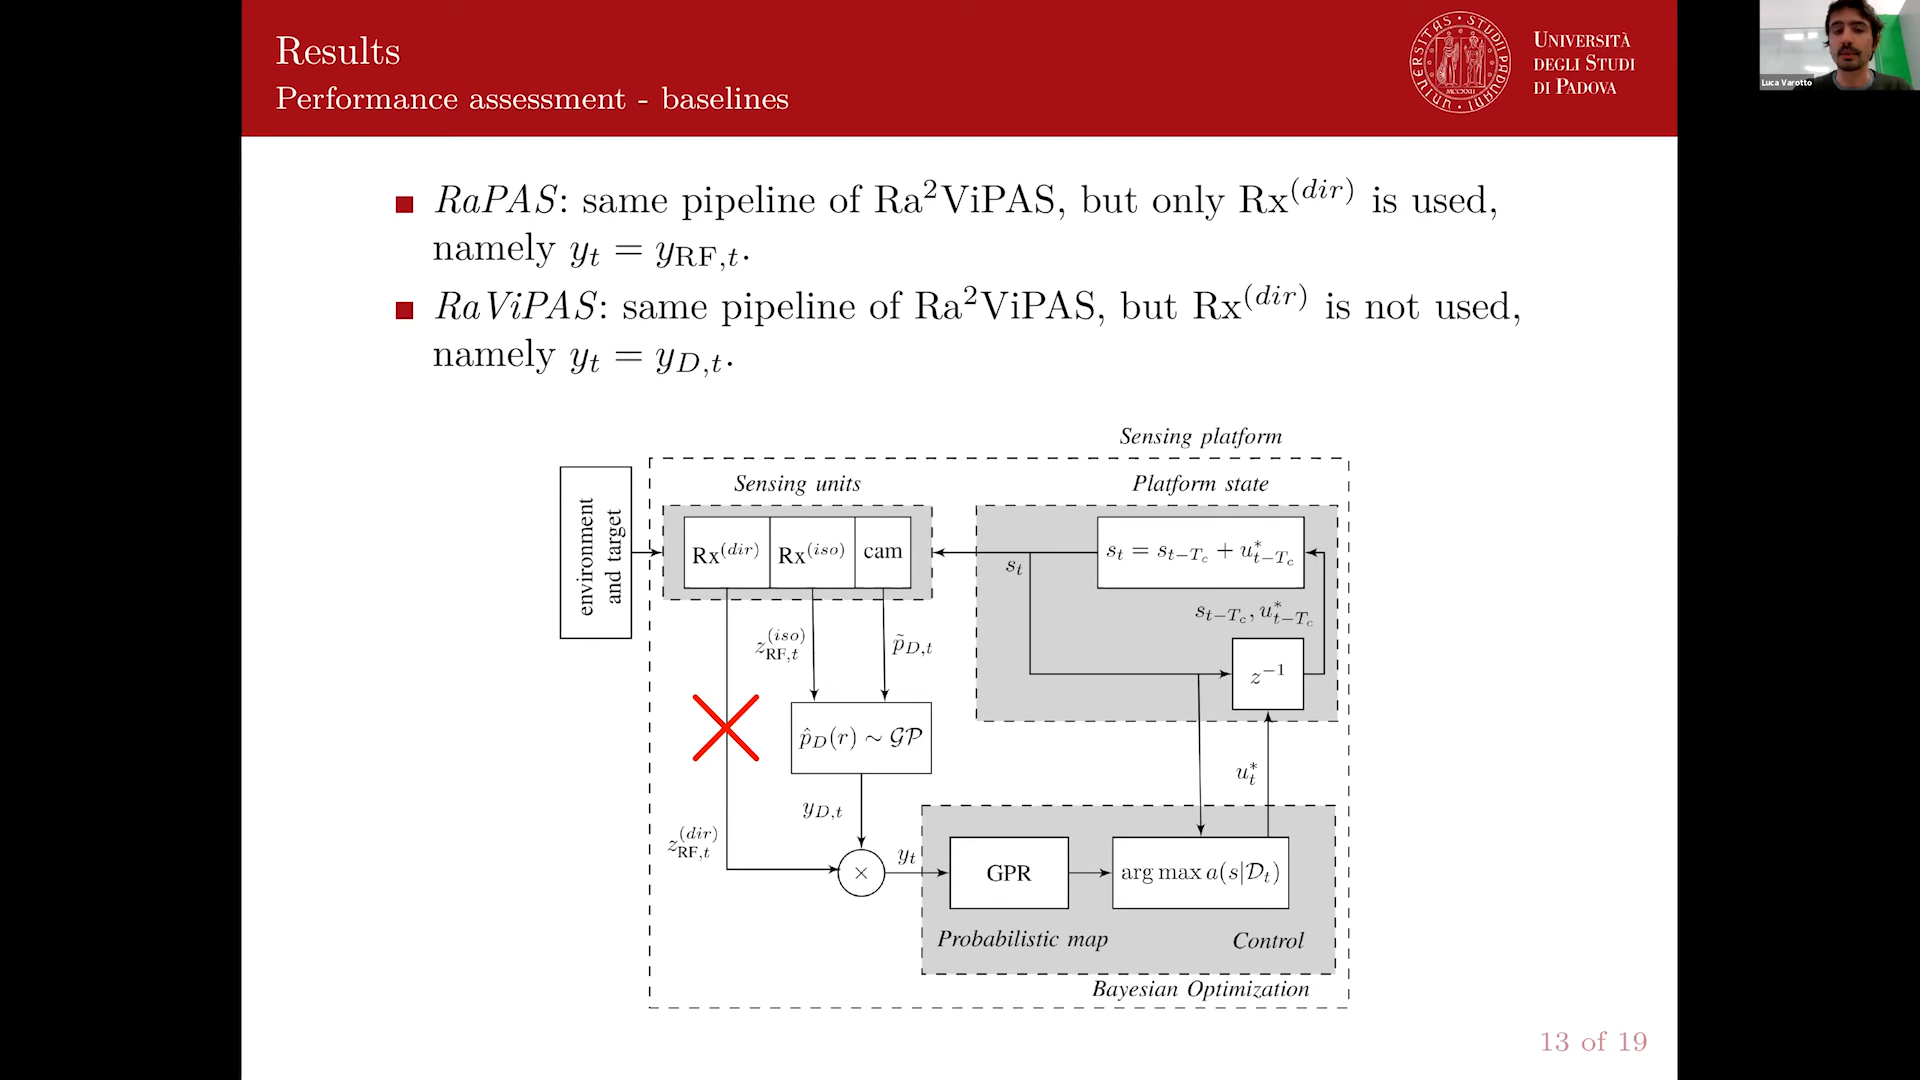 Results
Performance assessment - baselines
UNIVERSITÀ
DEGLI STUDI
DI PADOVA
UNIVERSITAS · STUDII PADUANI
MCCXXII
Luca Varotto
RaPAS: same pipeline of Ra²ViPAS, but only Rx^(dir) is used,
namely y_t = y_RF,t.
RaViPAS: same pipeline of Ra²ViPAS, but Rx^(dir) is not used,
namely y_t = y_D,t.
Sensing platform
Sensing units
Platform state
environment
and target
Rx^(dir)
Rx^(iso)
cam
s_t
s_t = s_{t−T_c} + u*_{t−T_c}
s_{t−T_c}, u*_{t−T_c}
z^(iso)_RF,t
p̃_D,t
z^−1
p̂_D(r) ∼ 𝒢𝒫
u*_t
y_D,t
z^(dir)_RF,t
×
y_t
GPR
arg max a(s|𝒟_t)
Probabilistic map
Control
Bayesian Optimization
13 of 19